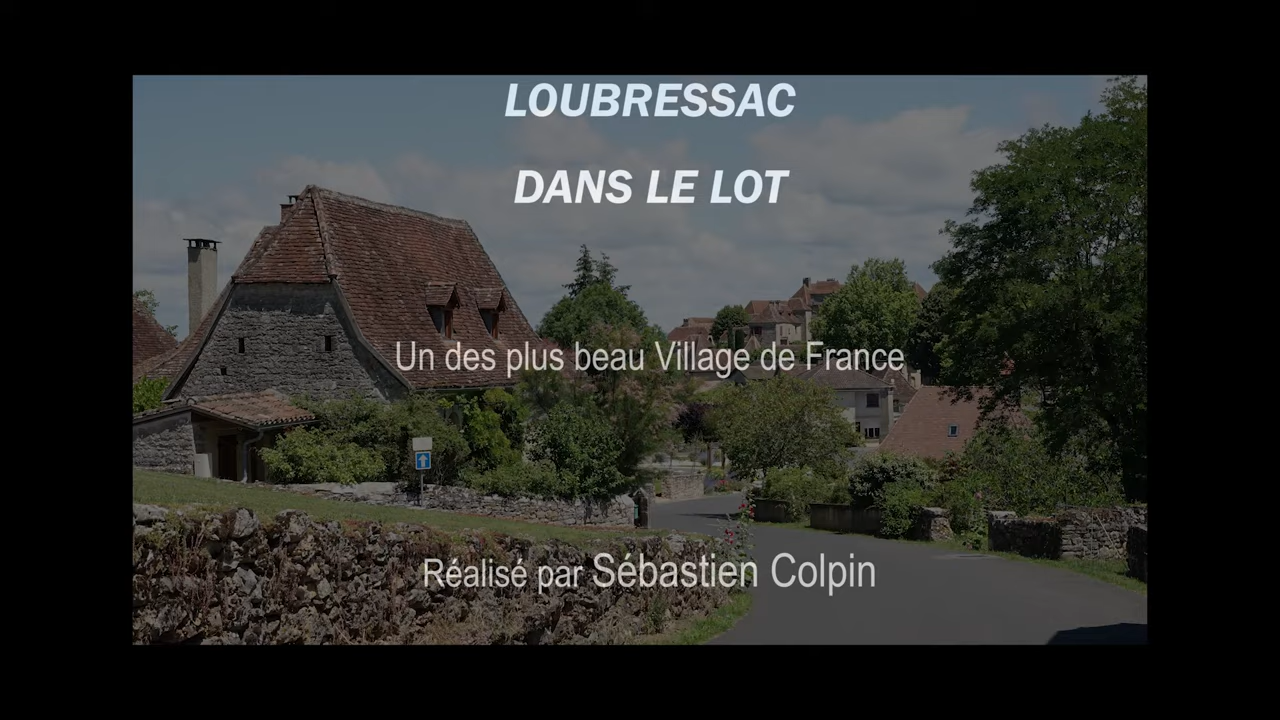 LOUBRESSAC
DANS LE LOT
Un des plus beau Village de France
Réalisé par Sébastien Colpin